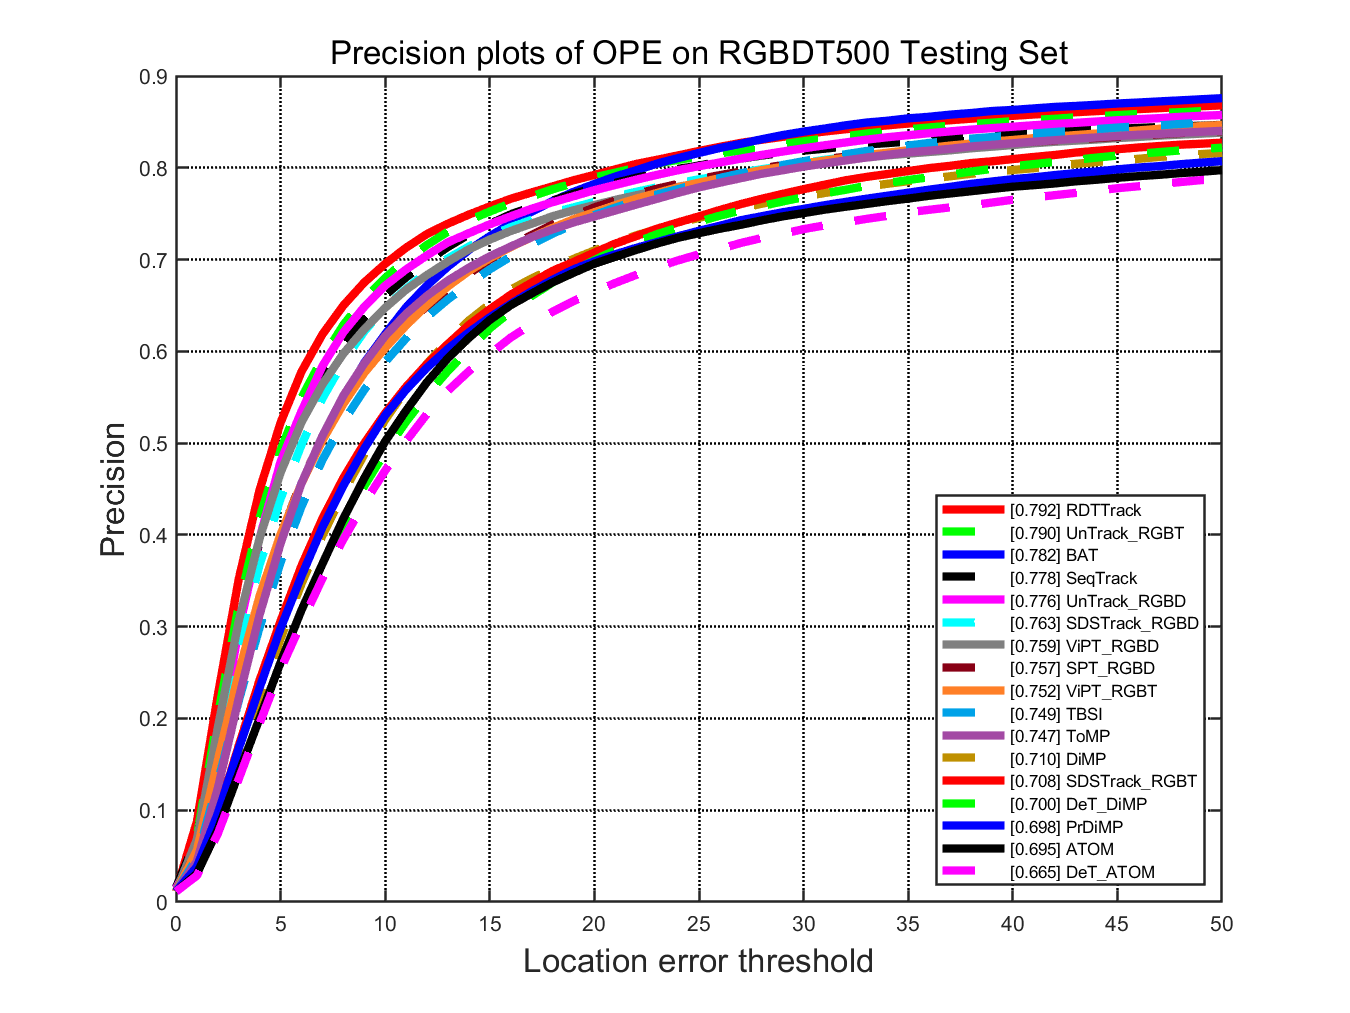 Precision plots of OPE on RGBDT500 Testing Set
0.9
0.8
0.7
0.6
0.5
0.4
0.3
0.2
0.1
0
Precision
[0.792] RDTTrack
[0.790] UnTrack_RGBT
[0.782] BAT
[0.778] SeqTrack
[0.776] UnTrack_RGBD
[0.763] SDSTrack_RGBD
[0.759] ViPT_RGBD
[0.757] SPT_RGBD
[0.752] ViPT_RGBT
[0.749] TBSI
[0.747] ToMP
[0.710] DiMP
[0.708] SDSTrack_RGBT
[0.700] DeT_DiMP
[0.698] PrDiMP
[0.695] ATOM
[0.665] DeT_ATOM
0 5 10 15 20 25 30 35 40 45 50
Location error threshold